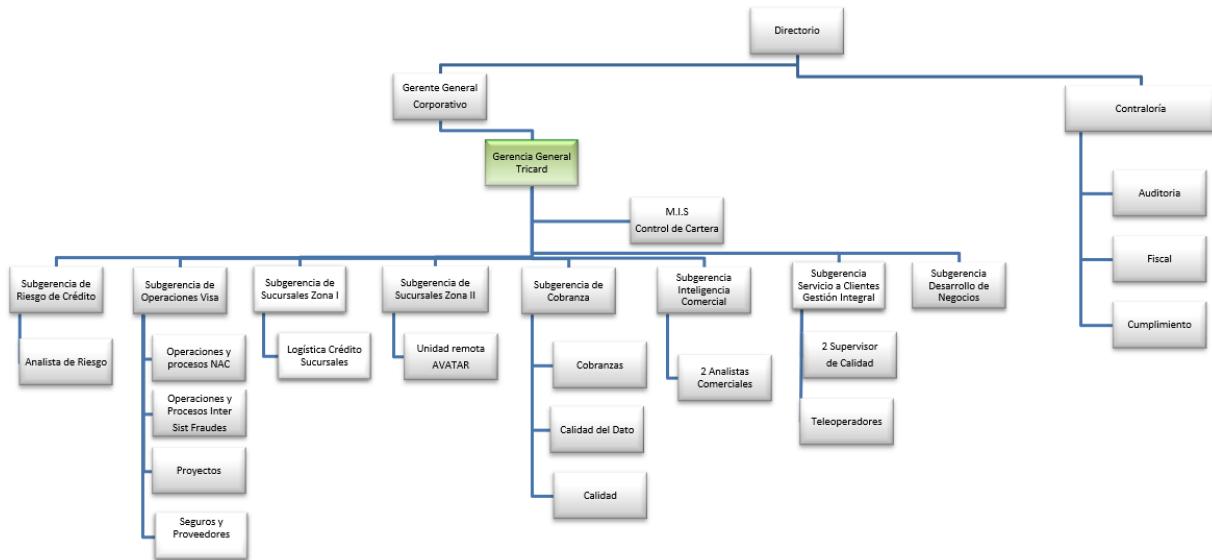 Directorio
Gerente General
Corporativo
Contraloría
Gerencia General
Tricard
Auditoria
M.I.S
Control de Cartera
Fiscal
Cumplimiento
Subgerencia de
Riesgo de Crédito
Subgerencia de
Operaciones Visa
Subgerencia de
Sucursales Zona I
Subgerencia de
Sucursales Zona II
Subgerencia de
Cobranza
Subgerencia
Inteligencia
Comercial
Subgerencia
Servicio a Clientes
Gestión Integral
Subgerencia
Desarrollo de
Negocios
Analista de Riesgo
Operaciones y
procesos NAC
Operaciones y
Procesos Inter
Sist Fraudes
Proyectos
Seguros y
Proveedores
Logística Crédito
Sucursales
Unidad remota
AVATAR
Cobranzas
Calidad del Dato
Calidad
2 Analistas
Comerciales
2 Supervisor
de Calidad
Teleoperadores